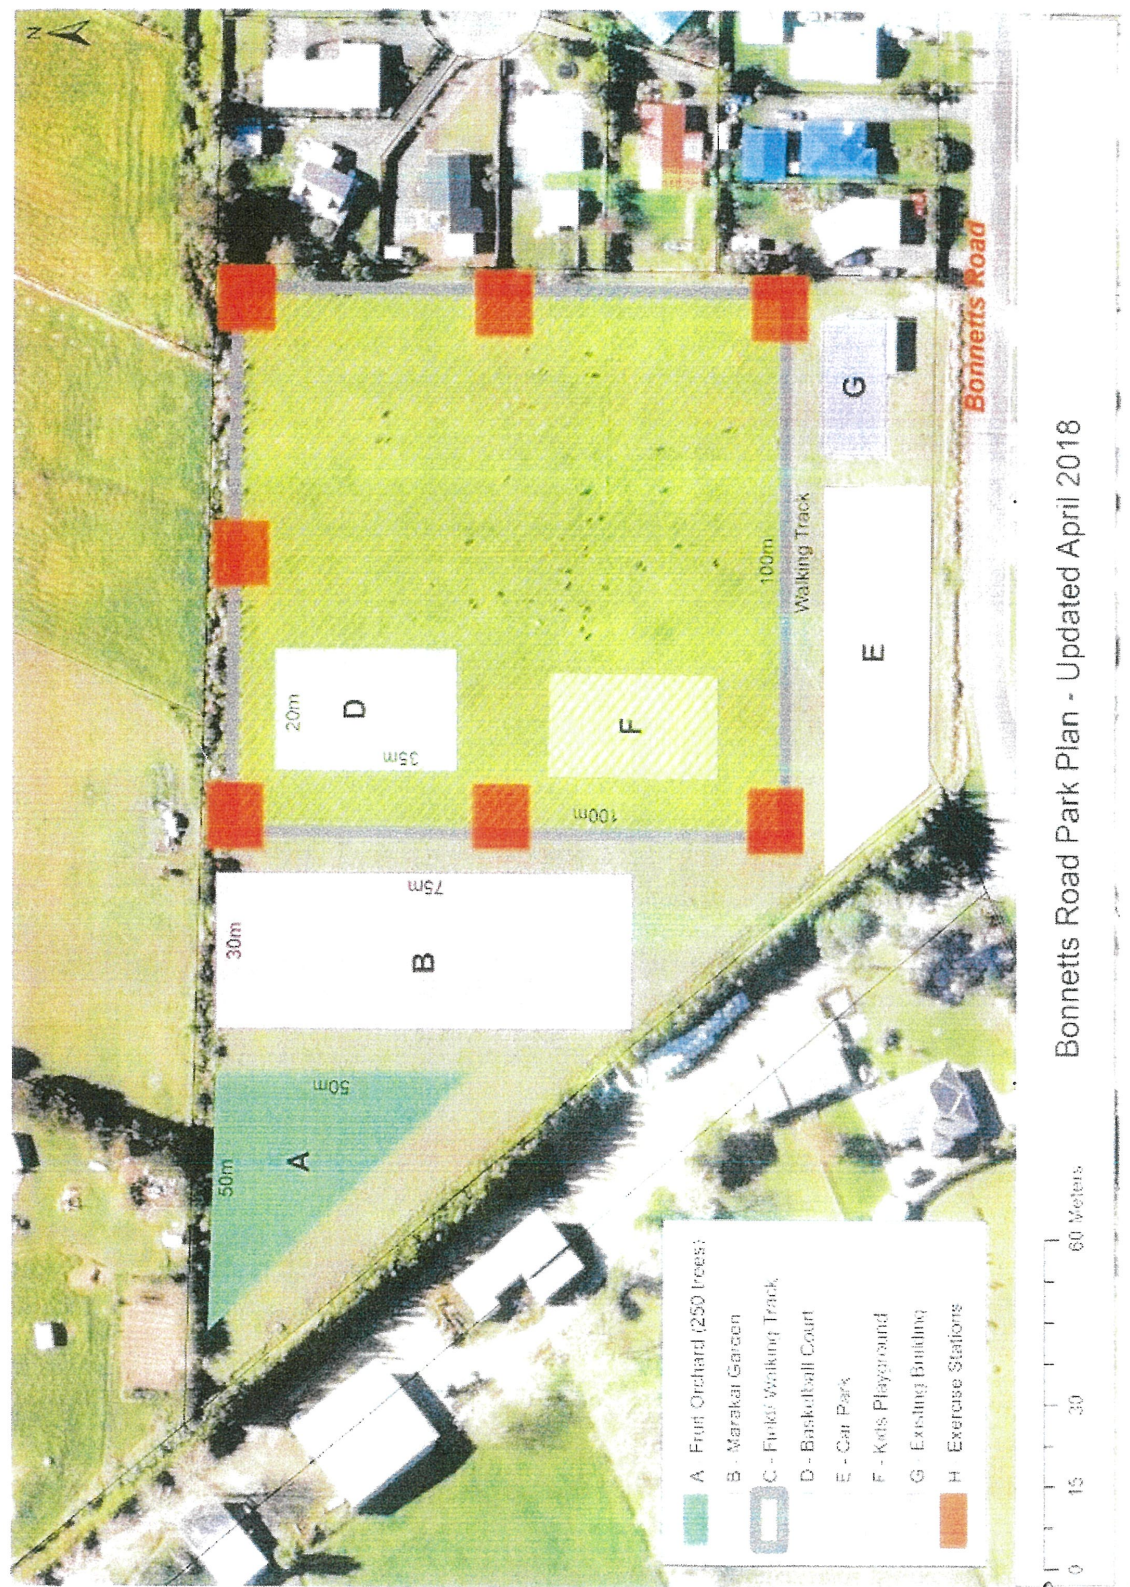 N
30m
20m
50m
75m
35m
50m
A
B
D
F
100m
100m
Walking Track
E
G
Bonnetts Road
A - Fruit Orchard (250 trees)
B - Marakai Garden
C - Field/ Walking Track
D - Basketball Court
E - Car Park
F - Kids Playground
G - Existing Building
H - Exercise Stations
0 15 30 60 Meters
Bonnetts Road Park Plan - Updated April 2018